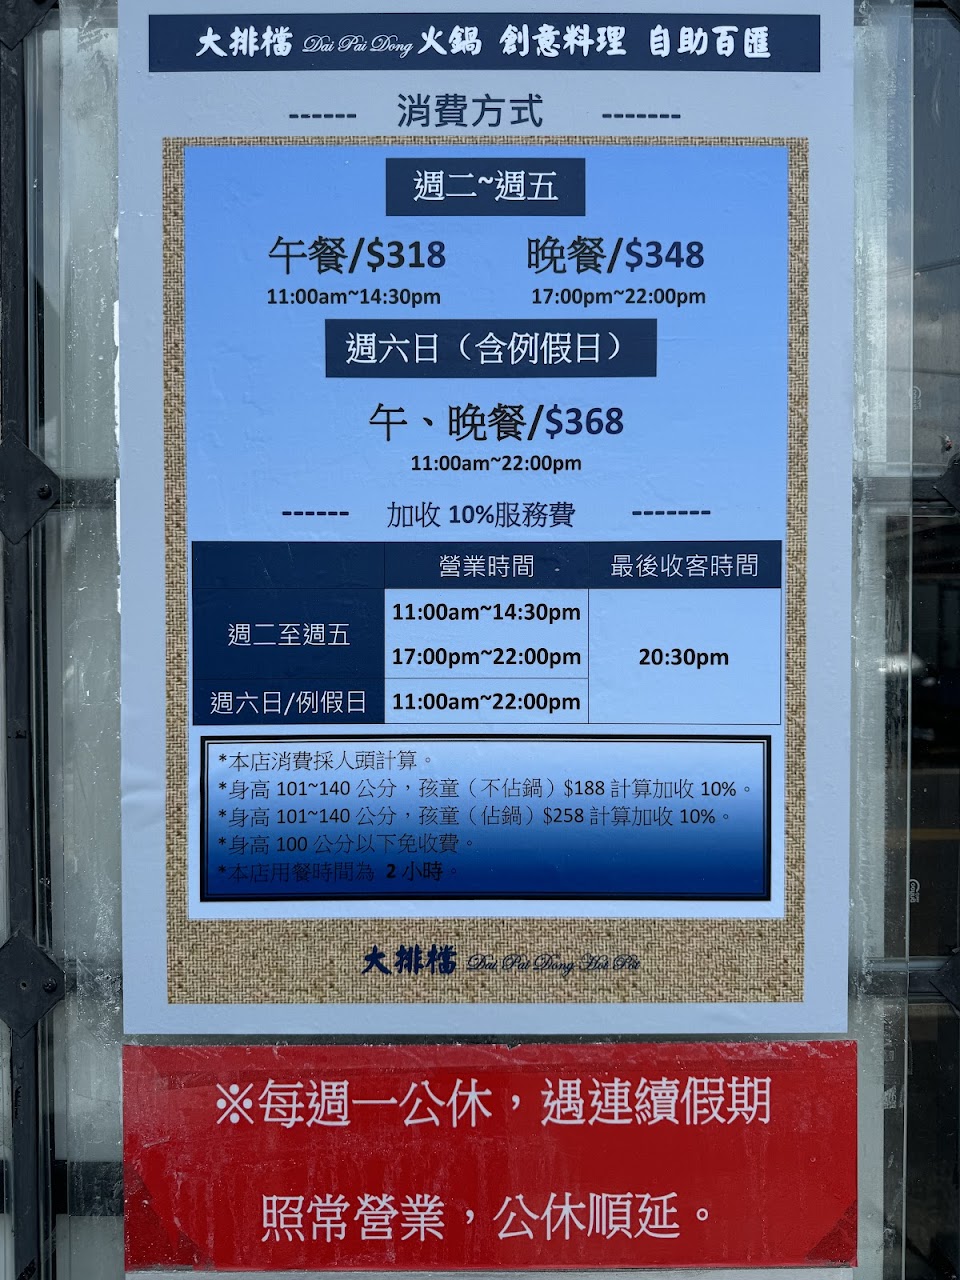 大排檔 Dai Pai Dong 火鍋 創意料理 自助百匯
------ 消費方式 -------
週二~週五
午餐/$318 晚餐/$348
11:00am~14:30pm 17:00pm~22:00pm
週六日（含例假日）
午、晚餐/$368
11:00am~22:00pm
------ 加收 10%服務費 -------
營業時間 最後收客時間
週二至週五 11:00am~14:30pm
17:00pm~22:00pm 20:30pm
週六日/例假日 11:00am~22:00pm
*本店消費採人頭計算。
*身高 101~140 公分，孩童（不佔鍋）$188 計算加收 10%。
*身高 101~140 公分，孩童（佔鍋）$258 計算加收 10%。
*身高 100 公分以下免收費。
*本店用餐時間為 2 小時。
大排檔 Dai Pai Dong Hot Pot
※每週一公休，遇連續假期
照常營業，公休順延。